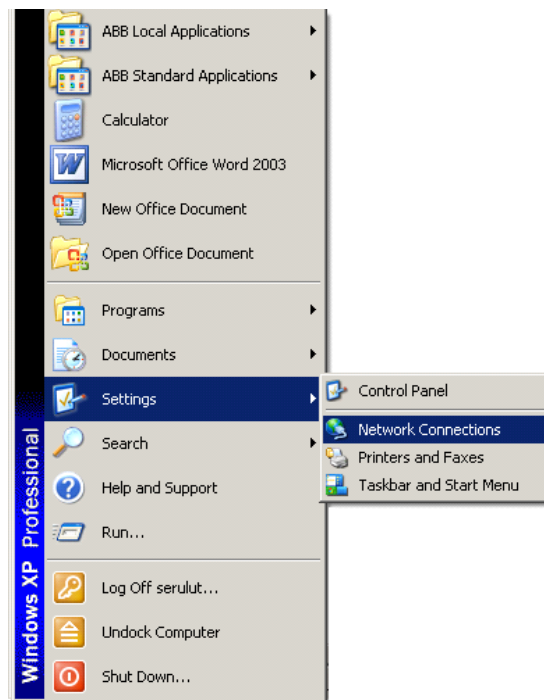 ABB Local Applications
ABB Standard Applications
Calculator
Microsoft Office Word 2003
New Office Document
Open Office Document
Programs
Documents
Settings
Search
Help and Support
Run...
Log Off serulut...
Undock Computer
Shut Down...
Control Panel
Network Connections
Printers and Faxes
Taskbar and Start Menu
Windows XP Professional